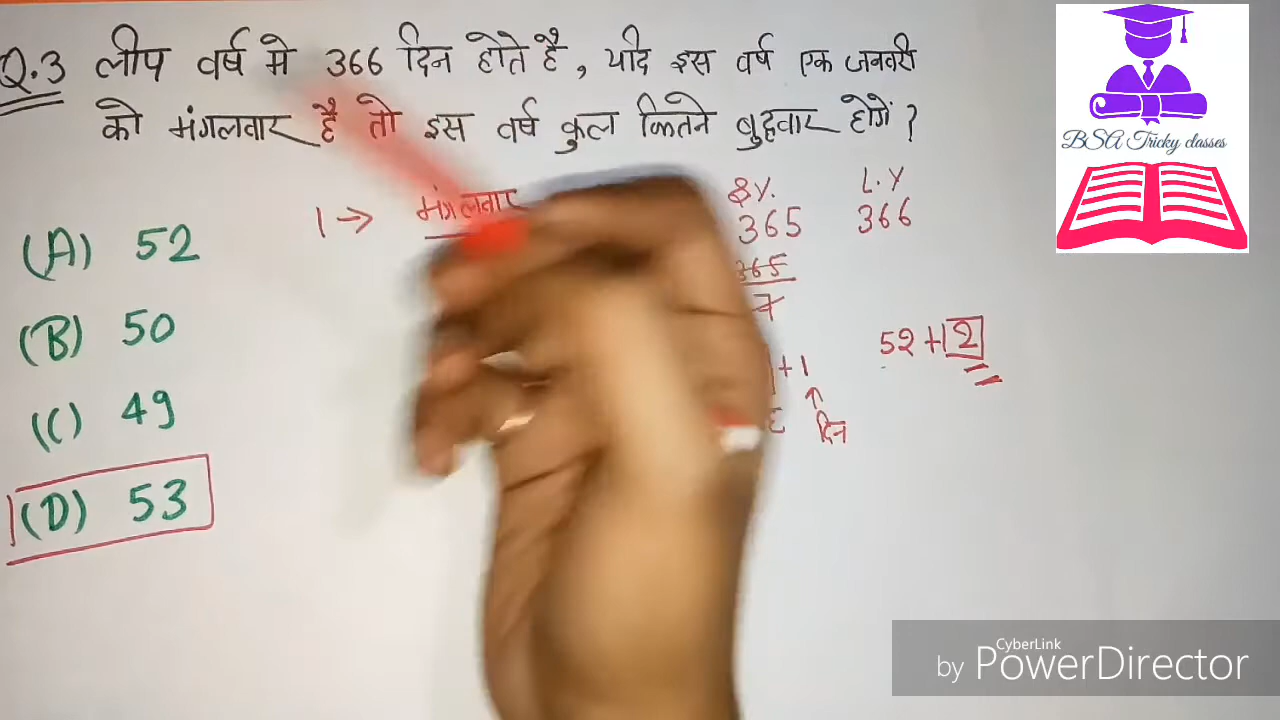 Q.3 लीप वर्ष मे 366 दिन होते है, यदि इस वर्ष एक जनवरी
को मंगलवार है तो इस वर्ष कुल कितने बुद्दवार होगें ?
1 → मंगलवार
(A) 52
(B) 50
(C) 49
(D) 53
S.Y. L.Y
365 366
365
7
+1
दिन
52+2
BSA Tricky classes
by CyberLink PowerDirector